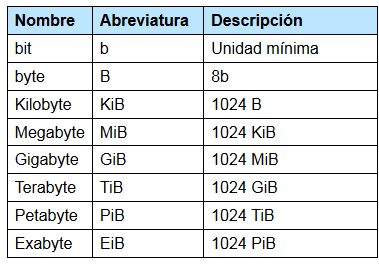 Nombre Abreviatura Descripción
bit b Unidad mínima
byte B 8b
Kilobyte KiB 1024 B
Megabyte MiB 1024 KiB
Gigabyte GiB 1024 MiB
Terabyte TiB 1024 GiB
Petabyte PiB 1024 TiB
Exabyte EiB 1024 PiB